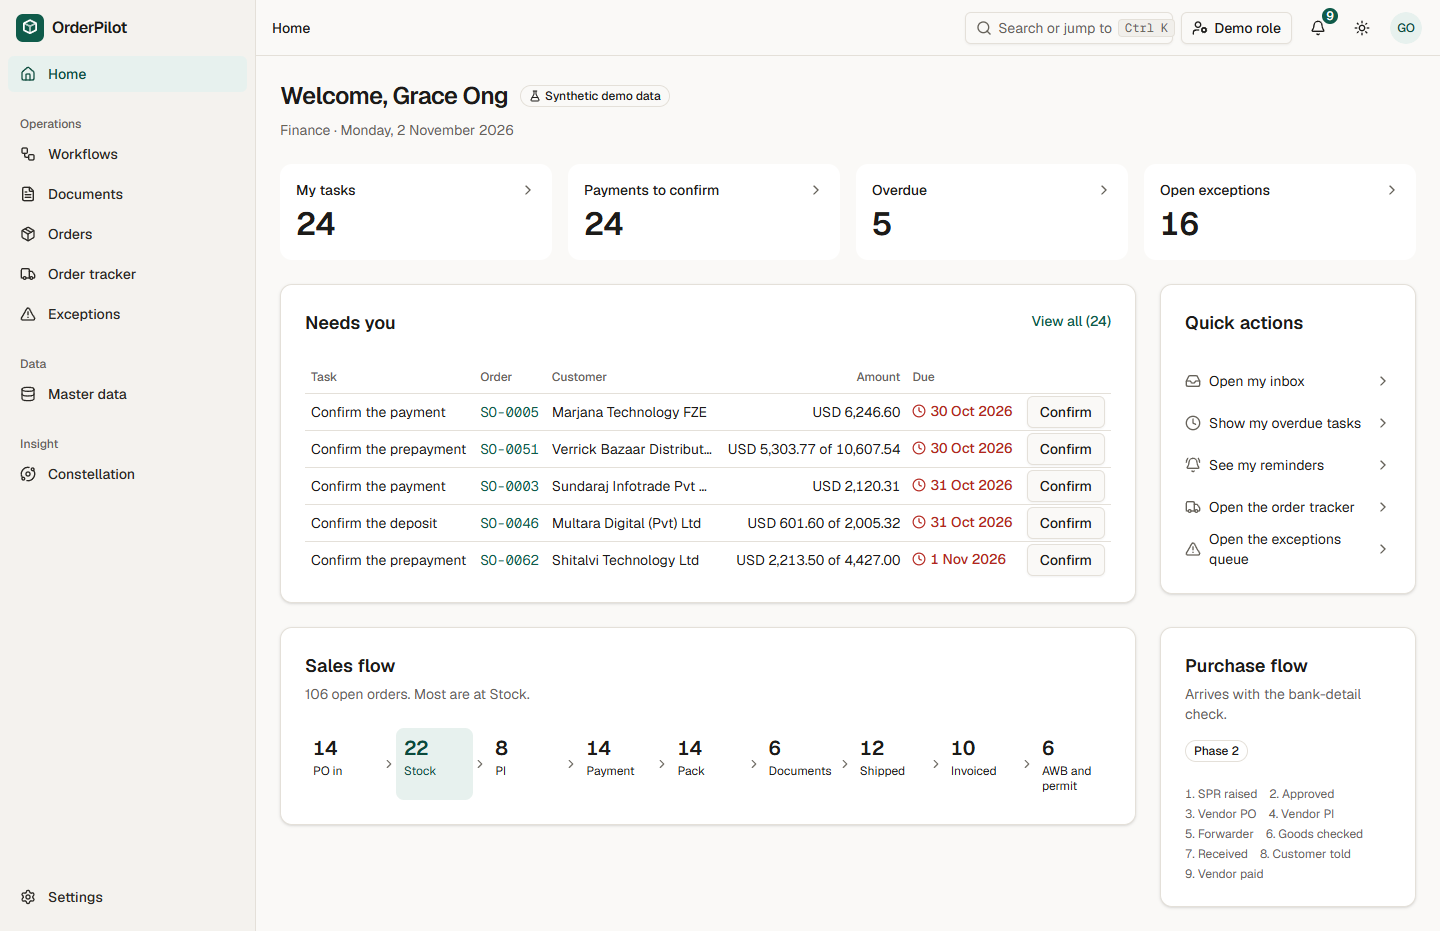 OrderPilot
Home
Search or jump to Ctrl K
Demo role
9
GO
Home
Operations
Workflows
Documents
Orders
Order tracker
Exceptions
Data
Master data
Insight
Constellation
Settings
Welcome, Grace Ong
Synthetic demo data
Finance · Monday, 2 November 2026
My tasks
24
Payments to confirm
24
Overdue
5
Open exceptions
16
Needs you
View all (24)
Task Order Customer Amount Due
Confirm the payment SO-0005 Marjana Technology FZE USD 6,246.60 30 Oct 2026 Confirm
Confirm the prepayment SO-0051 Verrick Bazaar Distribut... USD 5,303.77 of 10,607.54 30 Oct 2026 Confirm
Confirm the payment SO-0003 Sundaraj Infotrade Pvt ... USD 2,120.31 31 Oct 2026 Confirm
Confirm the deposit SO-0046 Multara Digital (Pvt) Ltd USD 601.60 of 2,005.32 31 Oct 2026 Confirm
Confirm the prepayment SO-0062 Shitalvi Technology Ltd USD 2,213.50 of 4,427.00 1 Nov 2026 Confirm
Quick actions
Open my inbox
Show my overdue tasks
See my reminders
Open the order tracker
Open the exceptions
queue
Sales flow
106 open orders. Most are at Stock.
14
PO in
22
Stock
8
PI
14
Payment
14
Pack
6
Documents
12
Shipped
10
Invoiced
6
AWB and
permit
Purchase flow
Arrives with the bank-detail
check.
Phase 2
1. SPR raised 2. Approved
3. Vendor PO 4. Vendor PI
5. Forwarder 6. Goods checked
7. Received 8. Customer told
9. Vendor paid